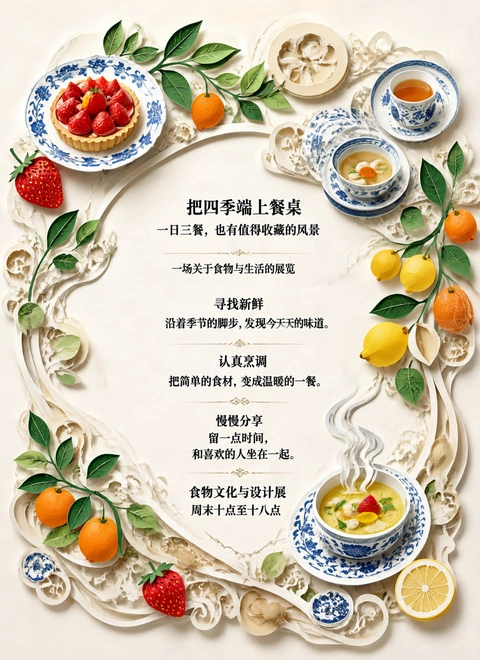 把四季端上餐桌
一日三餐，也有值得收藏的风景
一场关于食物与生活的展览
寻找新鲜
沿着季节的脚步，发现今天天的味道。
认真烹调
把简单的食材，变成温暖的一餐。
慢慢分享
留一点时间，
和喜欢的人坐在一起。
食物文化与设计展
周末十点至十八点